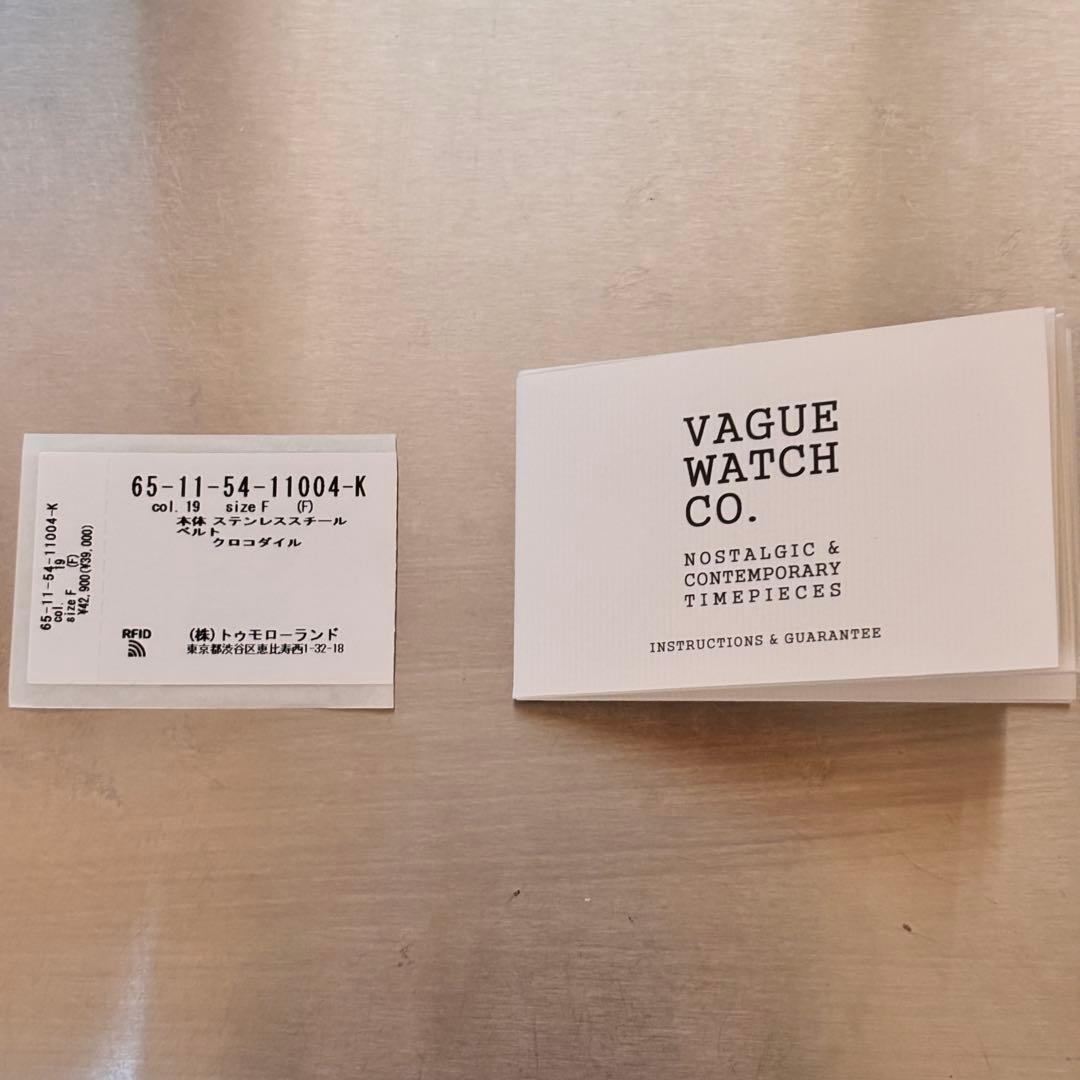 65-11-54-11004-K
col. 19 size F (F)
本体 ステンレススチール
ベルト
クロコダイル
RFID
(株)トゥモローランド
東京都渋谷区恵比寿西1-32-18
65-11-54-11004-K
col. 19
size F (F)
¥42,900(¥39,000)
VAGUE
WATCH
CO.
NOSTALGIC &
CONTEMPORARY
TIMEPIECES
INSTRUCTIONS & GUARANTEE